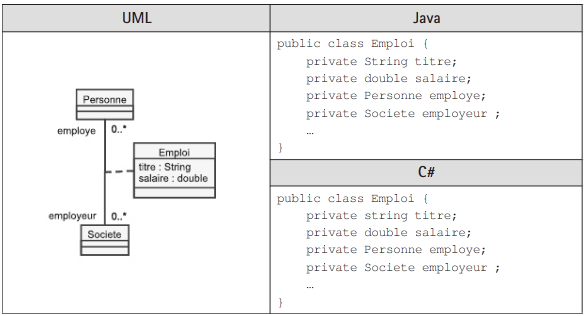 UML
Java
Personne
employe
0..*
Emploi
titre : String
salaire : double
employeur
0..*
Societe
public class Emploi {
private String titre;
private double salaire;
private Personne employe;
private Societe employeur ;
…
}
C#
public class Emploi {
private string titre;
private double salaire;
private Personne employe;
private Societe employeur ;
…
}